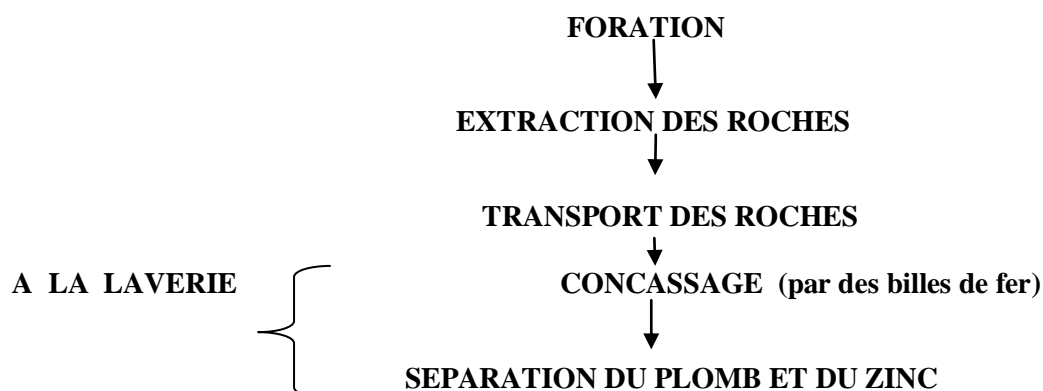 FORATION
EXTRACTION DES ROCHES
TRANSPORT DES ROCHES
A LA LAVERIE CONCASSAGE (par des billes de fer)
SEPARATION DU PLOMB ET DU ZINC